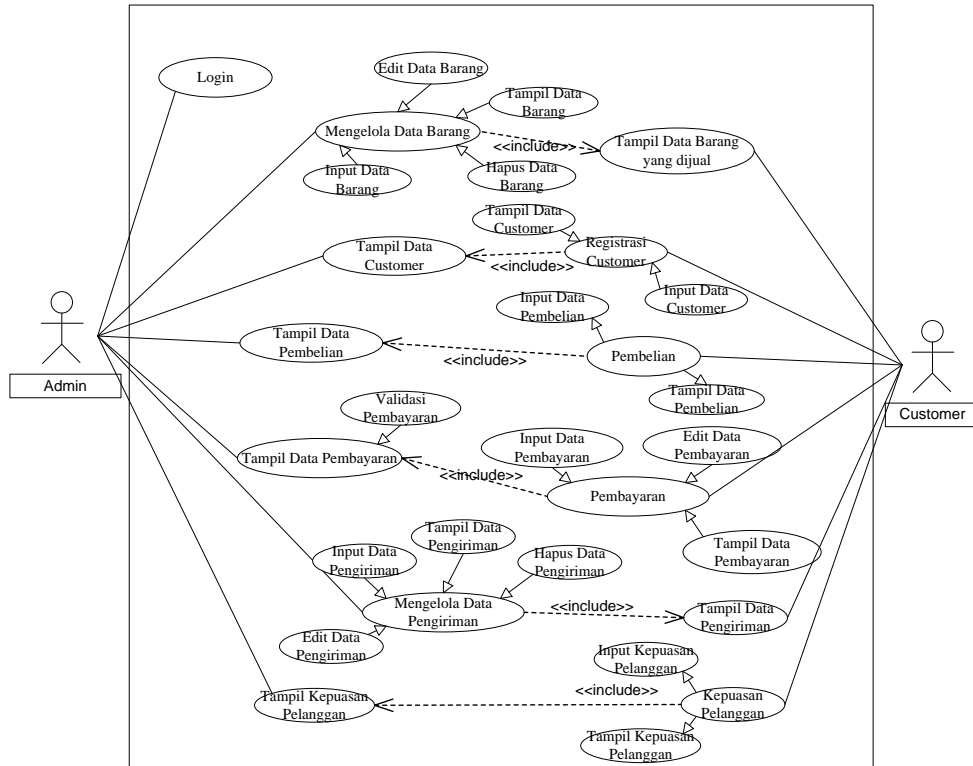 Edit Data Barang
Login
Tampil Data
Barang
Mengelola Data Barang
<<include>>
Tampil Data Barang
yang dijual
Input Data
Barang
Hapus Data
Barang
Tampil Data
Customer
Tampil Data
Customer
<<include>>
Registrasi
Customer
Input Data
Customer
Input Data
Pembelian
Tampil Data
Pembelian
<<include>>
Pembelian
Admin
Customer
Tampil Data
Pembelian
Validasi
Pembayaran
Tampil Data Pembayaran
Input Data
Pembayaran
Edit Data
Pembayaran
<<include>>
Pembayaran
Tampil Data
Pembayaran
Tampil Data
Pengiriman
Input Data
Pengiriman
Hapus Data
Pengiriman
Mengelola Data
Pengiriman
<<include>>
Tampil Data
Pengiriman
Edit Data
Pengiriman
Input Kepuasan
Pelanggan
Tampil Kepuasan
Pelanggan
<<include>>
Kepuasan
Pelanggan
Tampil Kepuasan
Pelanggan